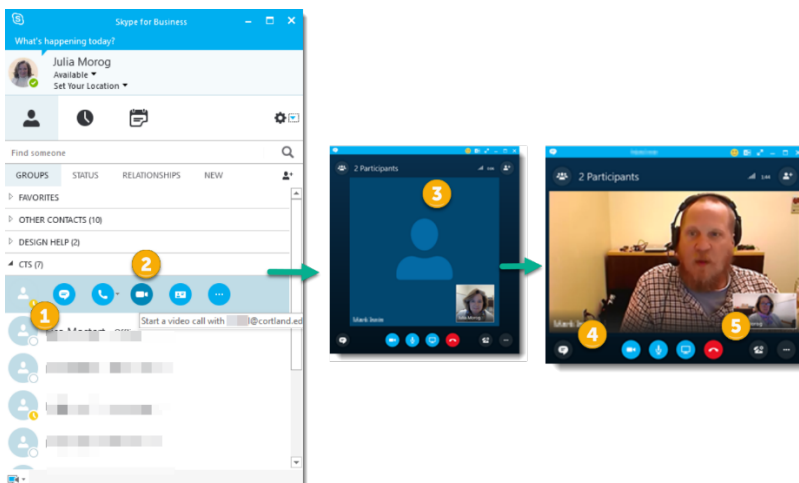 Skype for Business
What's happening today?
Julia Morog
Available
Set Your Location
Find someone
GROUPS STATUS RELATIONSHIPS NEW
FAVORITES
OTHER CONTACTS (10)
DESIGN HELP (2)
CTS (7)
1
2
Start a video call with @cortland.ed
2 Participants
3
Julia Morog
2 Participants
4
5